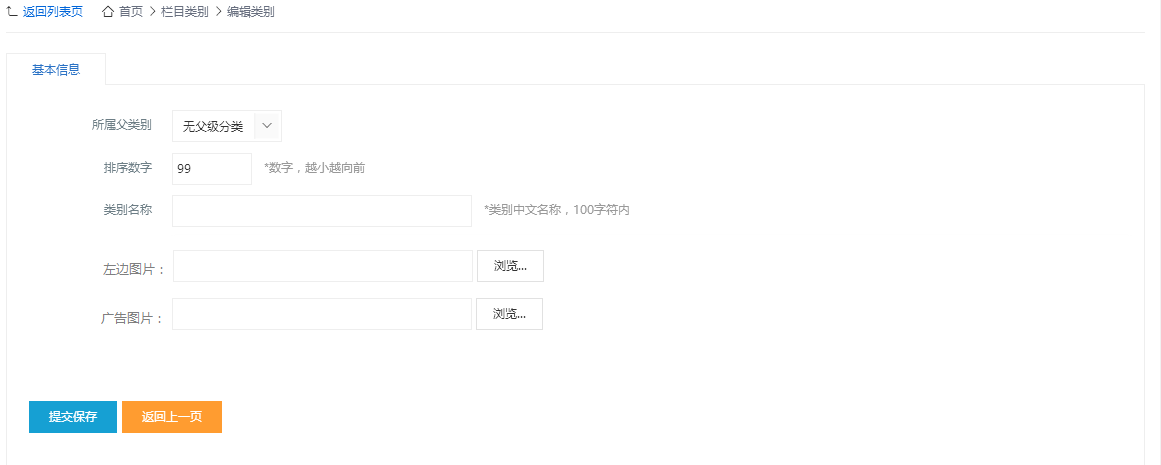 返回列表页 首页 > 栏目类别 > 编辑类别
基本信息
所属父类别 无父级分类
排序数字 99 *数字，越小越向前
类别名称 *类别中文名称，100字符内
左边图片： 浏览...
广告图片： 浏览...
提交保存 返回上一页